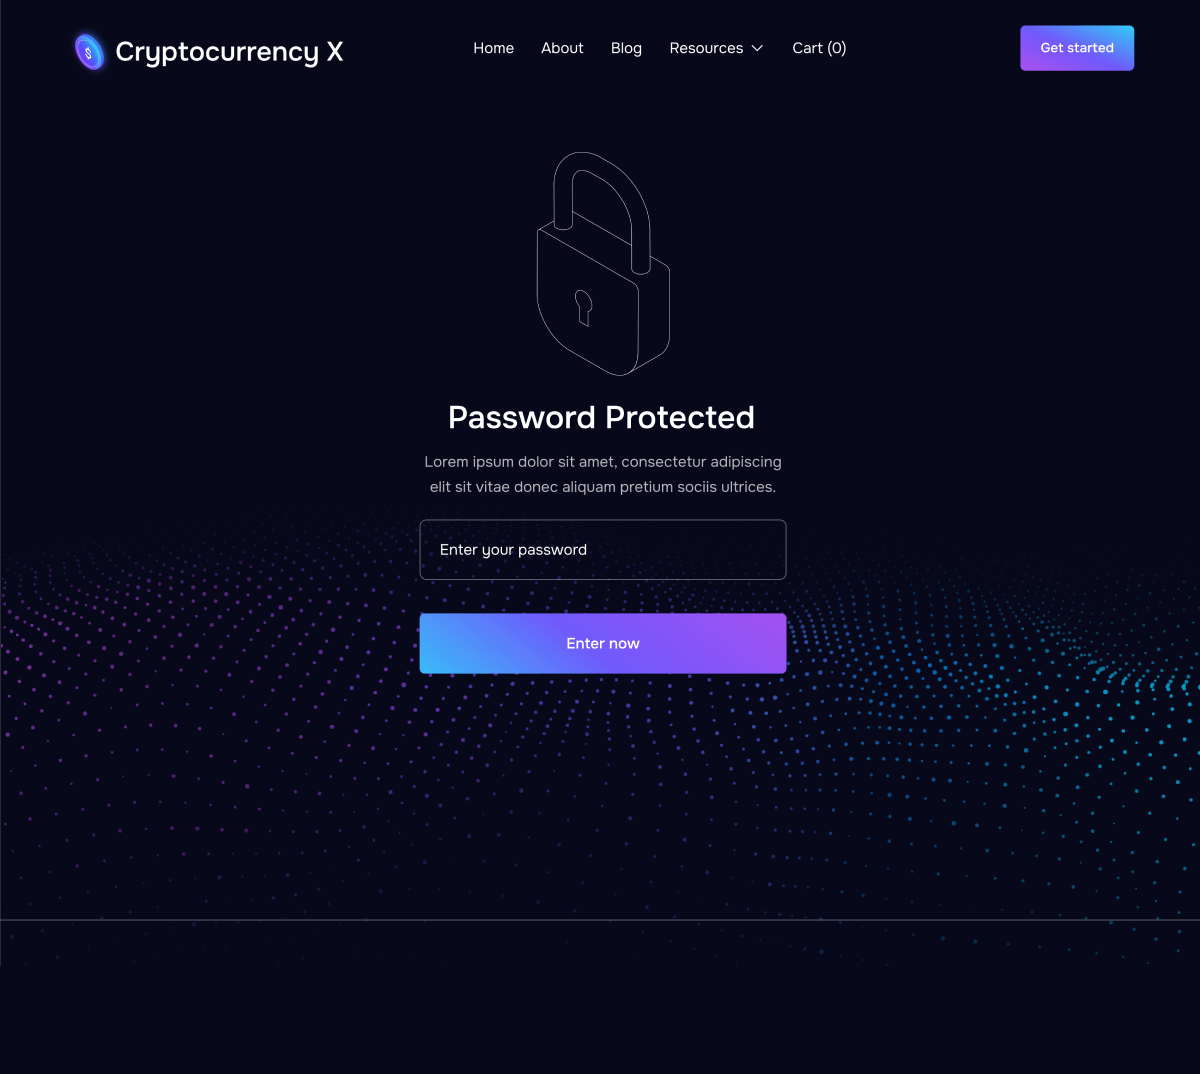 Cryptocurrency X
Home About Blog Resources Cart (0)
Get started
Password Protected
Lorem ipsum dolor sit amet, consectetur adipiscing
elit sit vitae donec aliquam pretium sociis ultrices.
Enter your password
Enter now